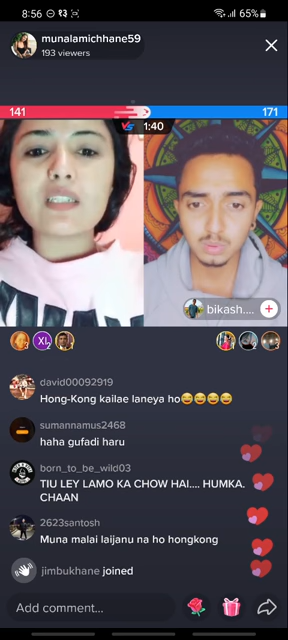 8:56 १३ 65%
munalamichhane59
193 viewers
141 VS 1:40 171
bikash....
david00092919
Hong-Kong kailae laneya ho😂😂😂😂
sumannamus2468
haha gufadi haru
born_to_be_wild03
TIU LEY LAMO KA CHOW HAI.... HUMKA.
CHAAN
2623santosh
Muna malai laijanu na ho hongkong
jimbukhane joined
Add comment...